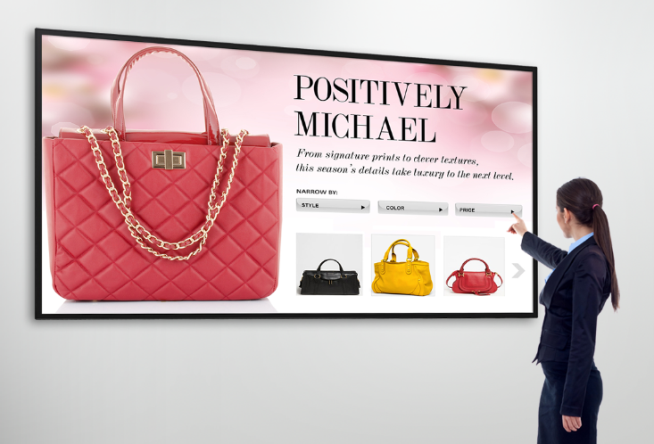 POSITIVELY
MICHAEL
From signature prints to clever textures,
this season's details take luxury to the next level.
NARROW BY:
STYLE
COLOR
PRICE